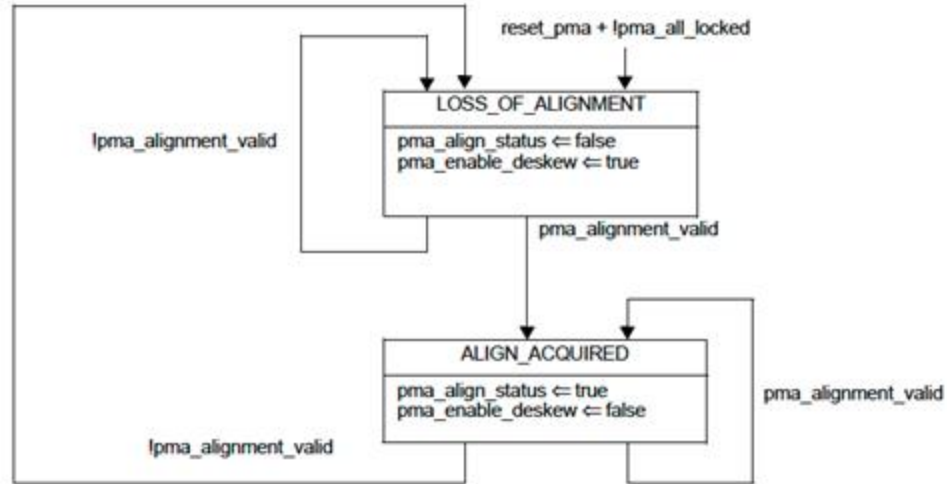 reset_pma + !pma_all_locked
LOSS_OF_ALIGNMENT
!pma_alignment_valid
pma_align_status ⇐ false
pma_enable_deskew ⇐ true
pma_alignment_valid
ALIGN_ACQUIRED
pma_align_status ⇐ true
pma_enable_deskew ⇐ false
pma_alignment_valid
!pma_alignment_valid